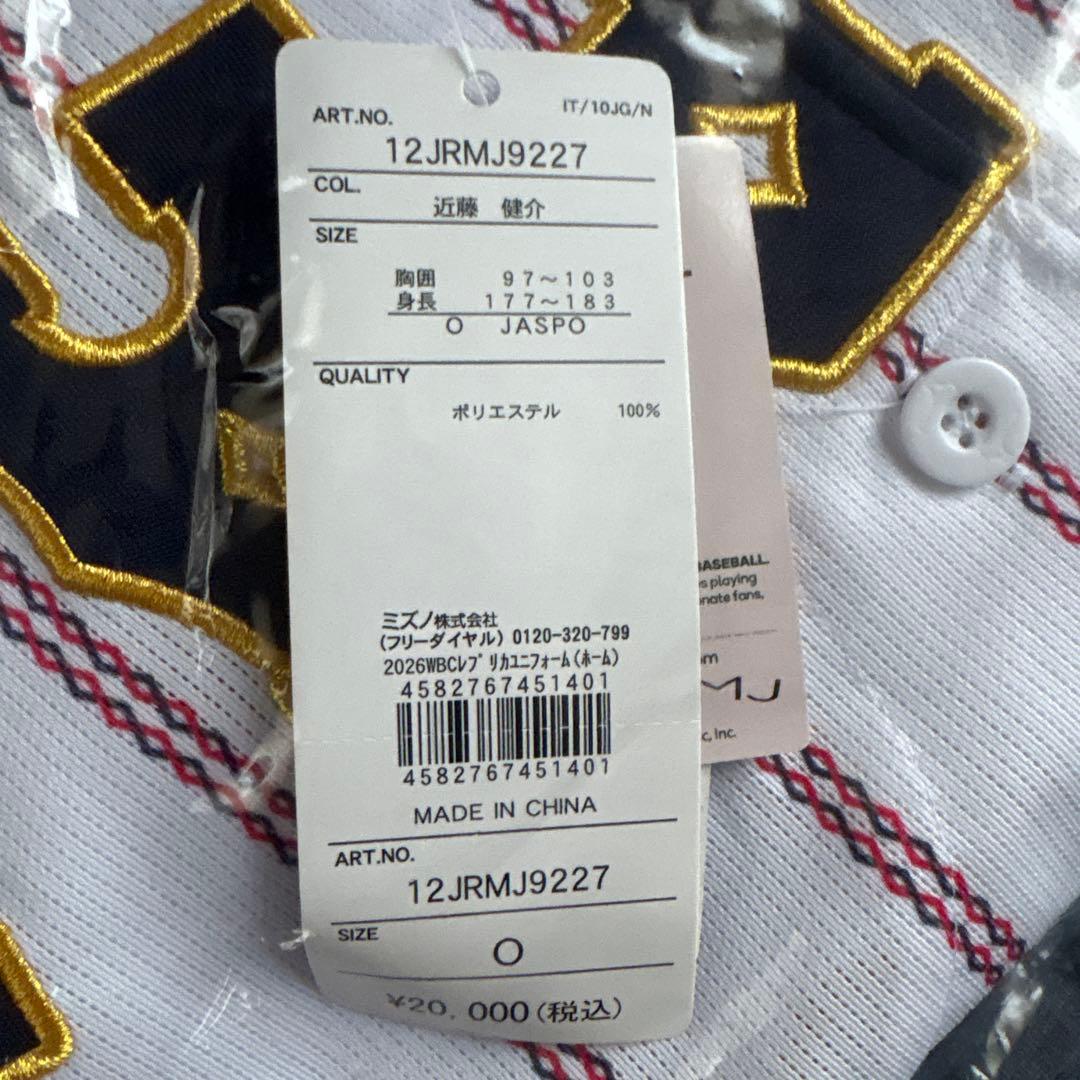 ART.NO. IT/10JG/N
12JRMJ9227
COL.
近藤 健介
SIZE
胸囲 97～103
身長 177～183
O JASPO
QUALITY
ポリエステル 100%
ミズノ株式会社
(フリーダイヤル) 0120-320-799
2026WBCﾚﾌﾟﾘｶﾕﾆﾌｫｰﾑ(ﾎｰﾑ)
4582767451401
4582767451401
MADE IN CHINA
ART.NO.
12JRMJ9227
SIZE
O
¥20,000(税込)
BASEBALL
playing
fans,
c, Inc.